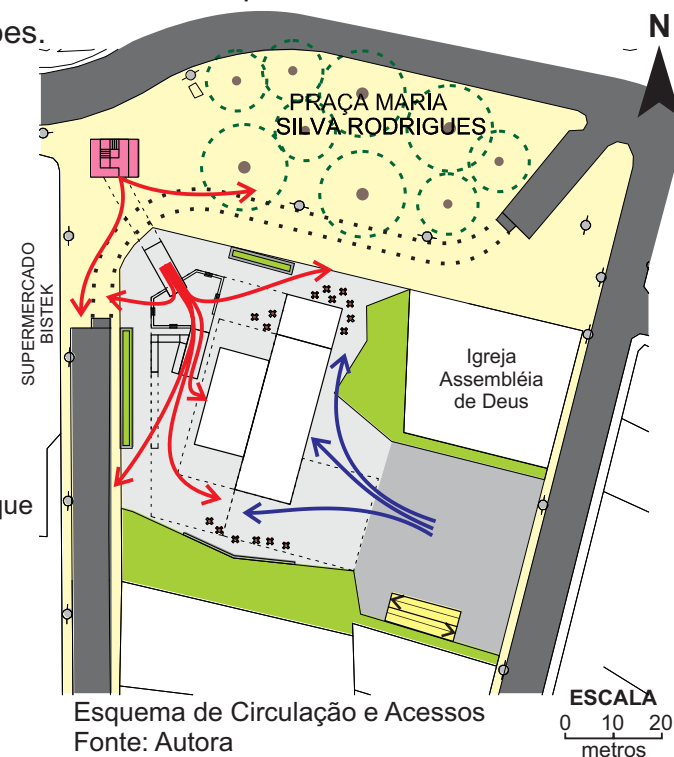 ões.
N
PRAÇA MARIA
SILVA RODRIGUES
SUPERMERCADO
BISTEK
Igreja
Assembléia
de Deus
que
Esquema de Circulação e Acessos
Fonte: Autora
ESCALA
0 10 20
metros